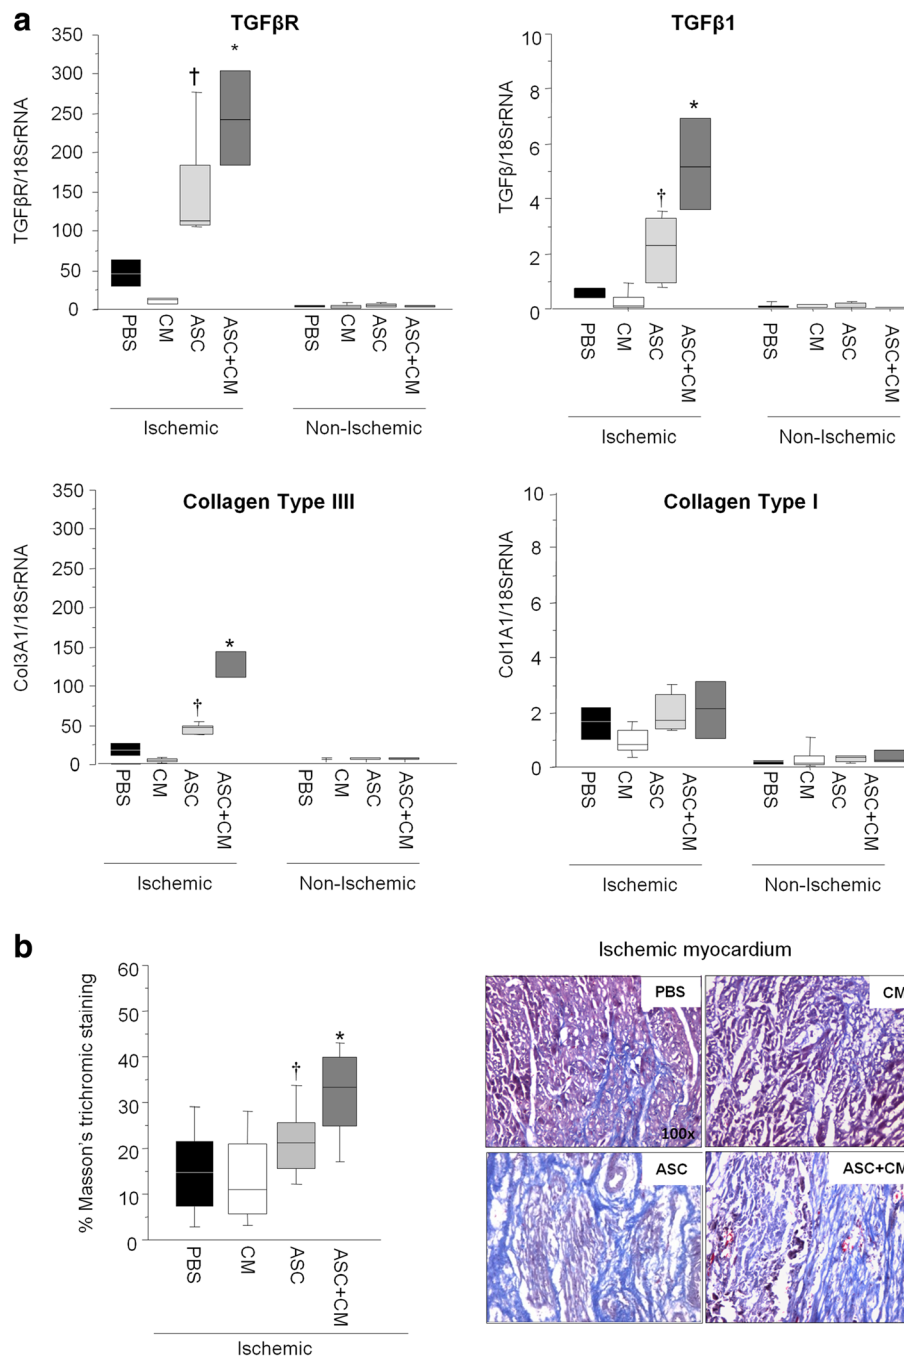 a
TGFβR
TGFβR/18SrRNA
350
300
250
200
150
100
50
0
†
*
PBS
CM
ASC
ASC+CM
PBS
CM
ASC
ASC+CM
Ischemic
Non-Ischemic
TGFβ1
TGFβ/18SrRNA
10
8
6
4
2
0
†
*
PBS
CM
ASC
ASC+CM
PBS
CM
ASC
ASC+CM
Ischemic
Non-Ischemic
Collagen Type IIII
Col3A1/18SrRNA
350
300
250
200
150
100
50
0
†
*
PBS
CM
ASC
ASC+CM
PBS
CM
ASC
ASC+CM
Ischemic
Non-Ischemic
Collagen Type I
Col1A1/18SrRNA
10
8
6
4
2
0
PBS
CM
ASC
ASC+CM
PBS
CM
ASC
ASC+CM
Ischemic
Non-Ischemic
b
% Masson's trichromic staining
60
50
40
30
20
10
0
†
*
PBS
CM
ASC
ASC+CM
Ischemic
Ischemic myocardium
PBS
100x
CM
ASC
ASC+CM